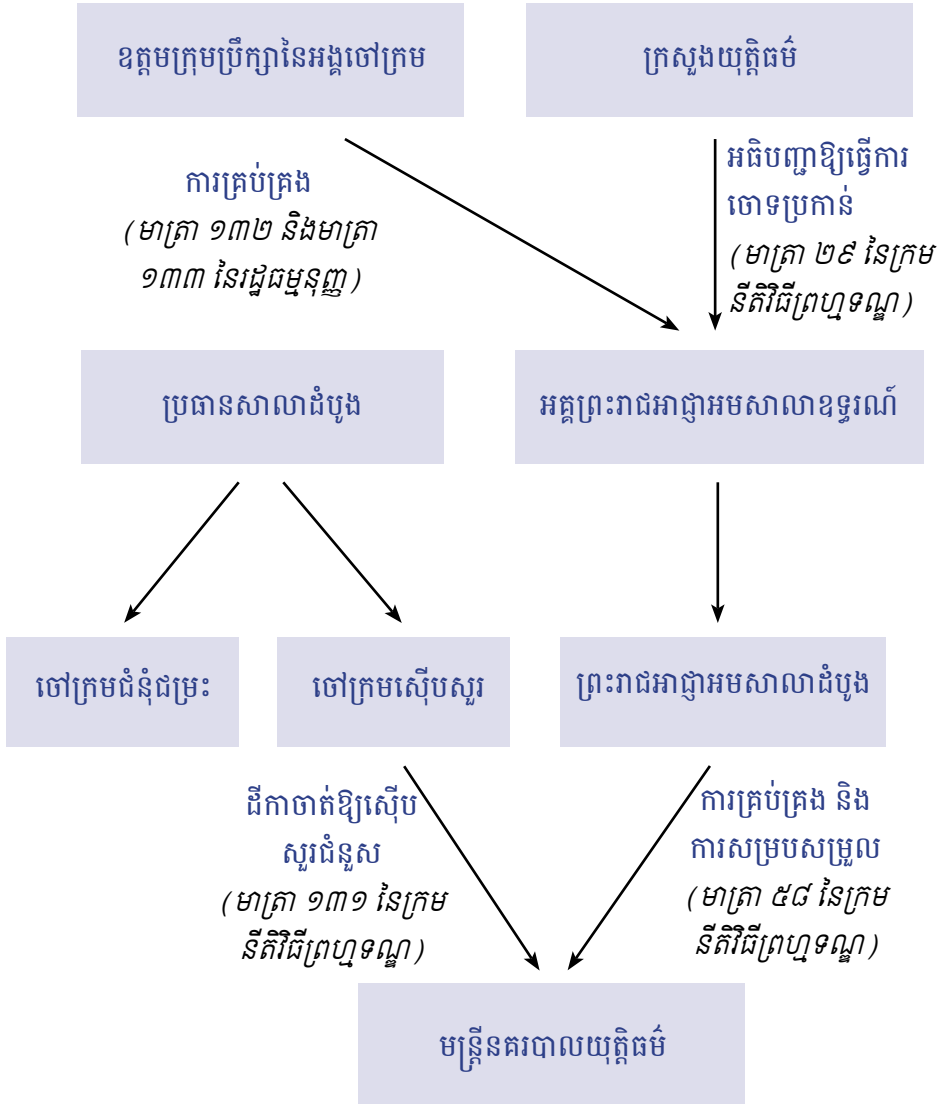 ឧត្តមក្រុមប្រឹក្សានៃអង្គចៅក្រម
ក្រសួងយុត្តិធម៌
ការគ្រប់គ្រង
(មាត្រា ១៣២ និងមាត្រា
១៣៣ នៃរដ្ឋធម្មនុញ្ញ)
អធិបញ្ជាឱ្យធ្វើការ
ចោទប្រកាន់
(មាត្រា ២៩ នៃក្រម
នីតិវិធីព្រហ្មទណ្ឌ)
ប្រធានសាលាដំបូង
អគ្គព្រះរាជអាជ្ញាអមសាលាឧទ្ធរណ៍
ចៅក្រមជំនុំជម្រះ
ចៅក្រមស៊ើបសួរ
ព្រះរាជអាជ្ញាអមសាលាដំបូង
ដីកាចាត់ឱ្យស៊ើប
សួរជំនួស
(មាត្រា ១៣១ នៃក្រម
នីតិវិធីព្រហ្មទណ្ឌ)
ការគ្រប់គ្រង និង
ការសម្របសម្រួល
(មាត្រា ៥៨ នៃក្រម
នីតិវិធីព្រហ្មទណ្ឌ)
មន្ត្រីនគរបាលយុត្តិធម៌